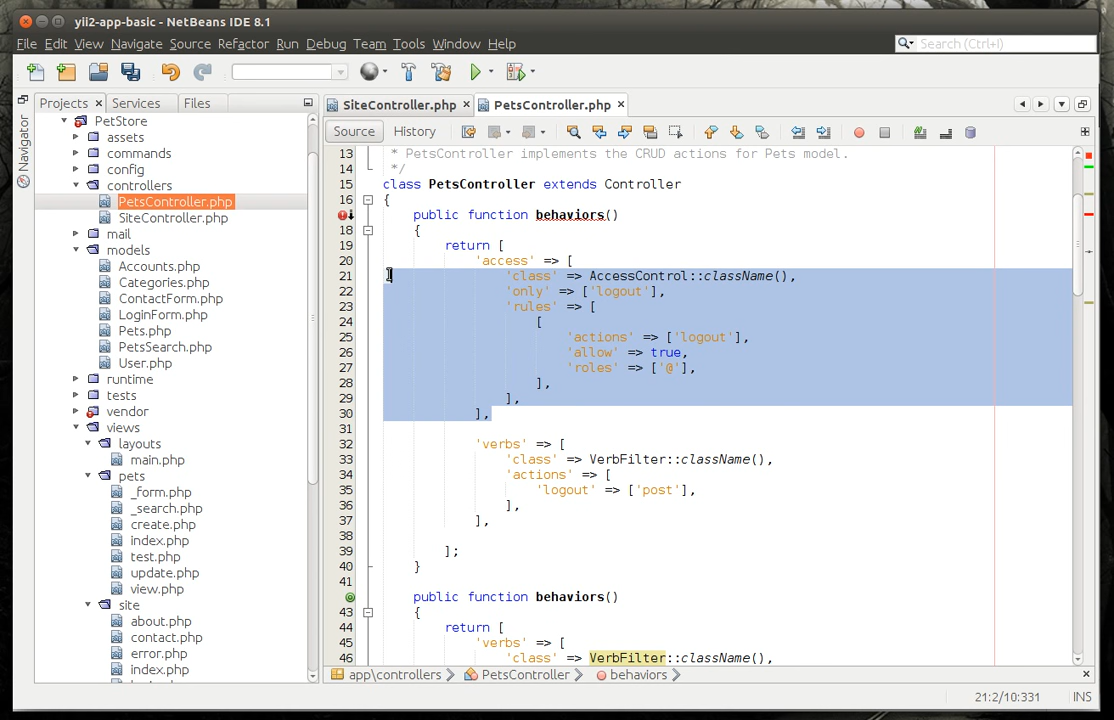 yii2-app-basic - NetBeans IDE 8.1
File Edit View Navigate Source Refactor Run Debug Team Tools Window Help
Search (Ctrl+I)
Projects Services Files
SiteController.php PetsController.php
Navigator
Source History
PetStore
assets
commands
config
controllers
PetsController.php
SiteController.php
mail
models
Accounts.php
Categories.php
ContactForm.php
LoginForm.php
Pets.php
PetsSearch.php
User.php
runtime
tests
vendor
views
layouts
main.php
pets
_form.php
_search.php
create.php
index.php
test.php
update.php
view.php
site
about.php
contact.php
error.php
index.php
13 * PetsController implements the CRUD actions for Pets model.
14 */
15 class PetsController extends Controller
16 {
public function behaviors()
18 {
19 return [
20 'access' => [
21 'class' => AccessControl::className(),
22 'only' => ['logout'],
23 'rules' => [
24 [
25 'actions' => ['logout'],
26 'allow' => true,
27 'roles' => ['@'],
28 ],
29 ],
30 ],
31
32 'verbs' => [
33 'class' => VerbFilter::className(),
34 'actions' => [
35 'logout' => ['post'],
36 ],
37 ],
38
39 ];
40 }
41
public function behaviors()
43 {
44 return [
45 'verbs' => [
46 'class' => VerbFilter::className(),
app\controllers PetsController behaviors
21:2/10:331 INS